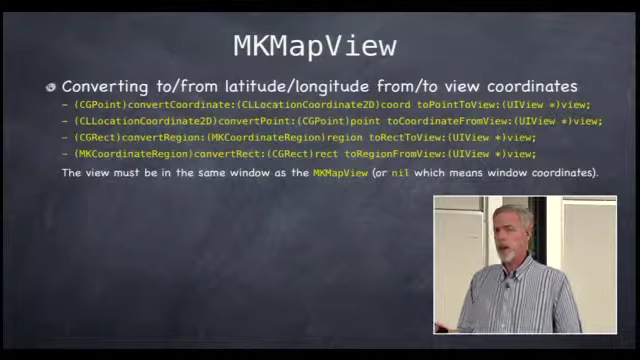 MKMapView
Converting to/from latitude/longitude from/to view coordinates
- (CGPoint)convertCoordinate:(CLLocationCoordinate2D)coord toPointToView:(UIView *)view;
- (CLLocationCoordinate2D)convertPoint:(CGPoint)point toCoordinateFromView:(UIView *)view;
- (CGRect)convertRegion:(MKCoordinateRegion)region toRectToView:(UIView *)view;
- (MKCoordinateRegion)convertRect:(CGRect)rect toRegionFromView:(UIView *)view;
The view must be in the same window as the MKMapView (or nil which means window coordinates).